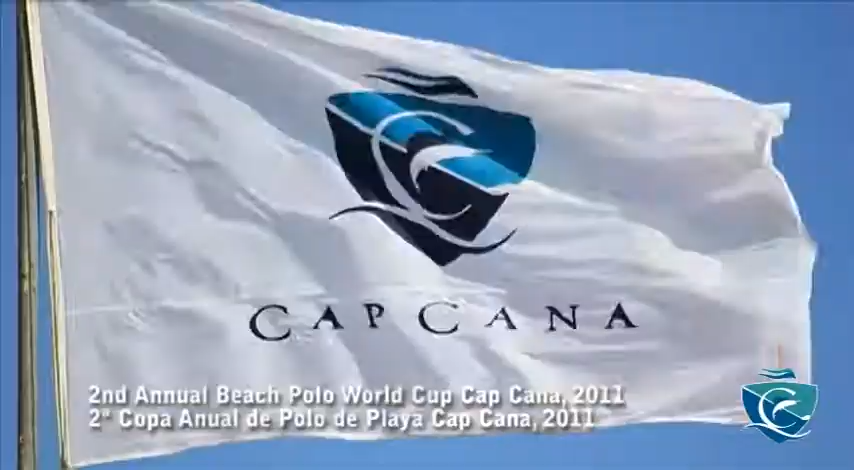 CAP CANA
2nd Annual Beach Polo World Cup Cap Cana, 2011
2ª Copa Anual de Polo de Playa Cap Cana, 2011